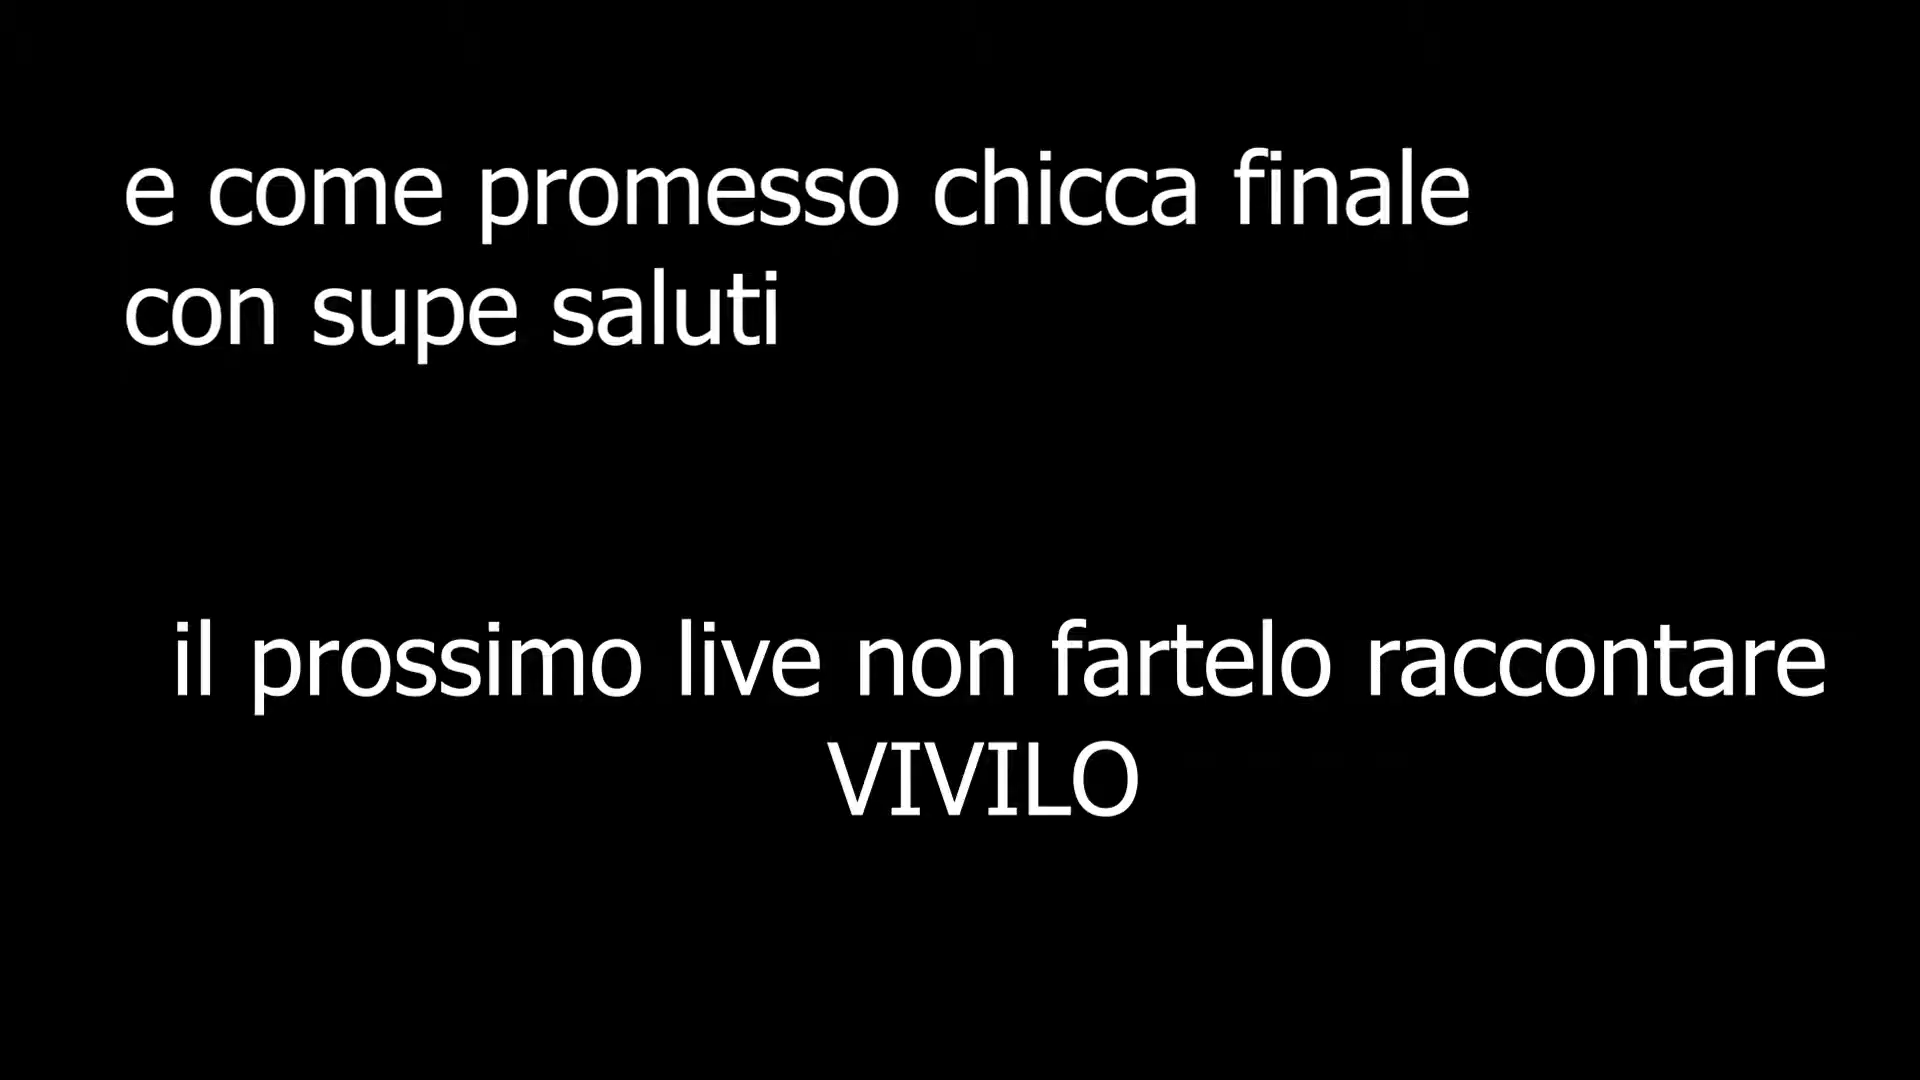 e come promesso chicca finale
con supe saluti
il prossimo live non fartelo raccontare
VIVILO